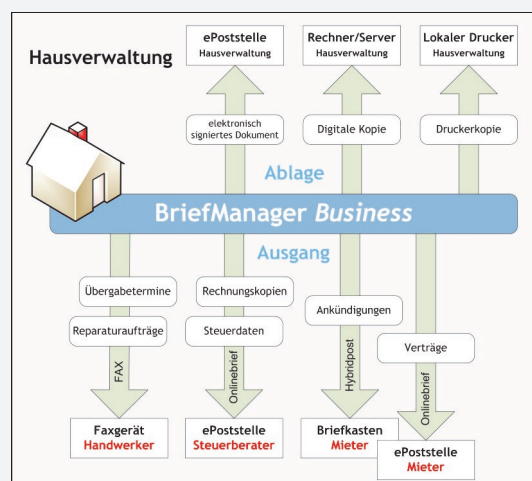 Hausverwaltung
ePoststelle
Hausverwaltung
Rechner/Server
Hausverwaltung
Lokaler Drucker
Hausverwaltung
elektronisch
signiertes Dokument
Digitale Kopie
Druckerkopie
Ablage
BriefManager Business
Ausgang
Übergabetermine
Reparaturaufträge
FAX
Faxgerät
Handwerker
Rechnungskopien
Steuerdaten
Onlinebrief
ePoststelle
Steuerberater
Ankündigungen
Hybridpost
Briefkasten
Mieter
Verträge
Onlinebrief
ePoststelle
Mieter